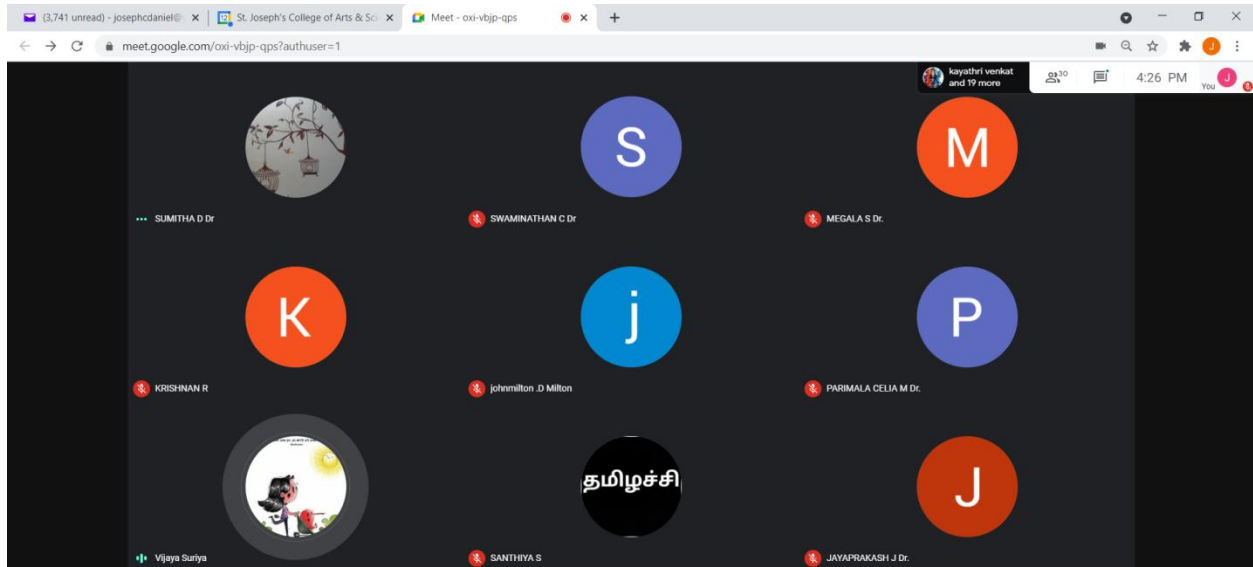 (3,741 unread) - josephcdaniel@
St. Joseph's College of Arts & Sci
Meet - oxi-vbjp-qps
meet.google.com/oxi-vbjp-qps?authuser=1
kayathri venkat
and 19 more
30
4:26 PM
You
J
J
S
M
SUMITHA D Dr
SWAMINATHAN C Dr
MEGALA S Dr.
K
j
P
KRISHNAN R
johnmilton .D Milton
PARIMALA CELIA M Dr.
தமிழச்சி
J
Vijaya Suriya
SANTHIYA S
JAYAPRAKASH J Dr.